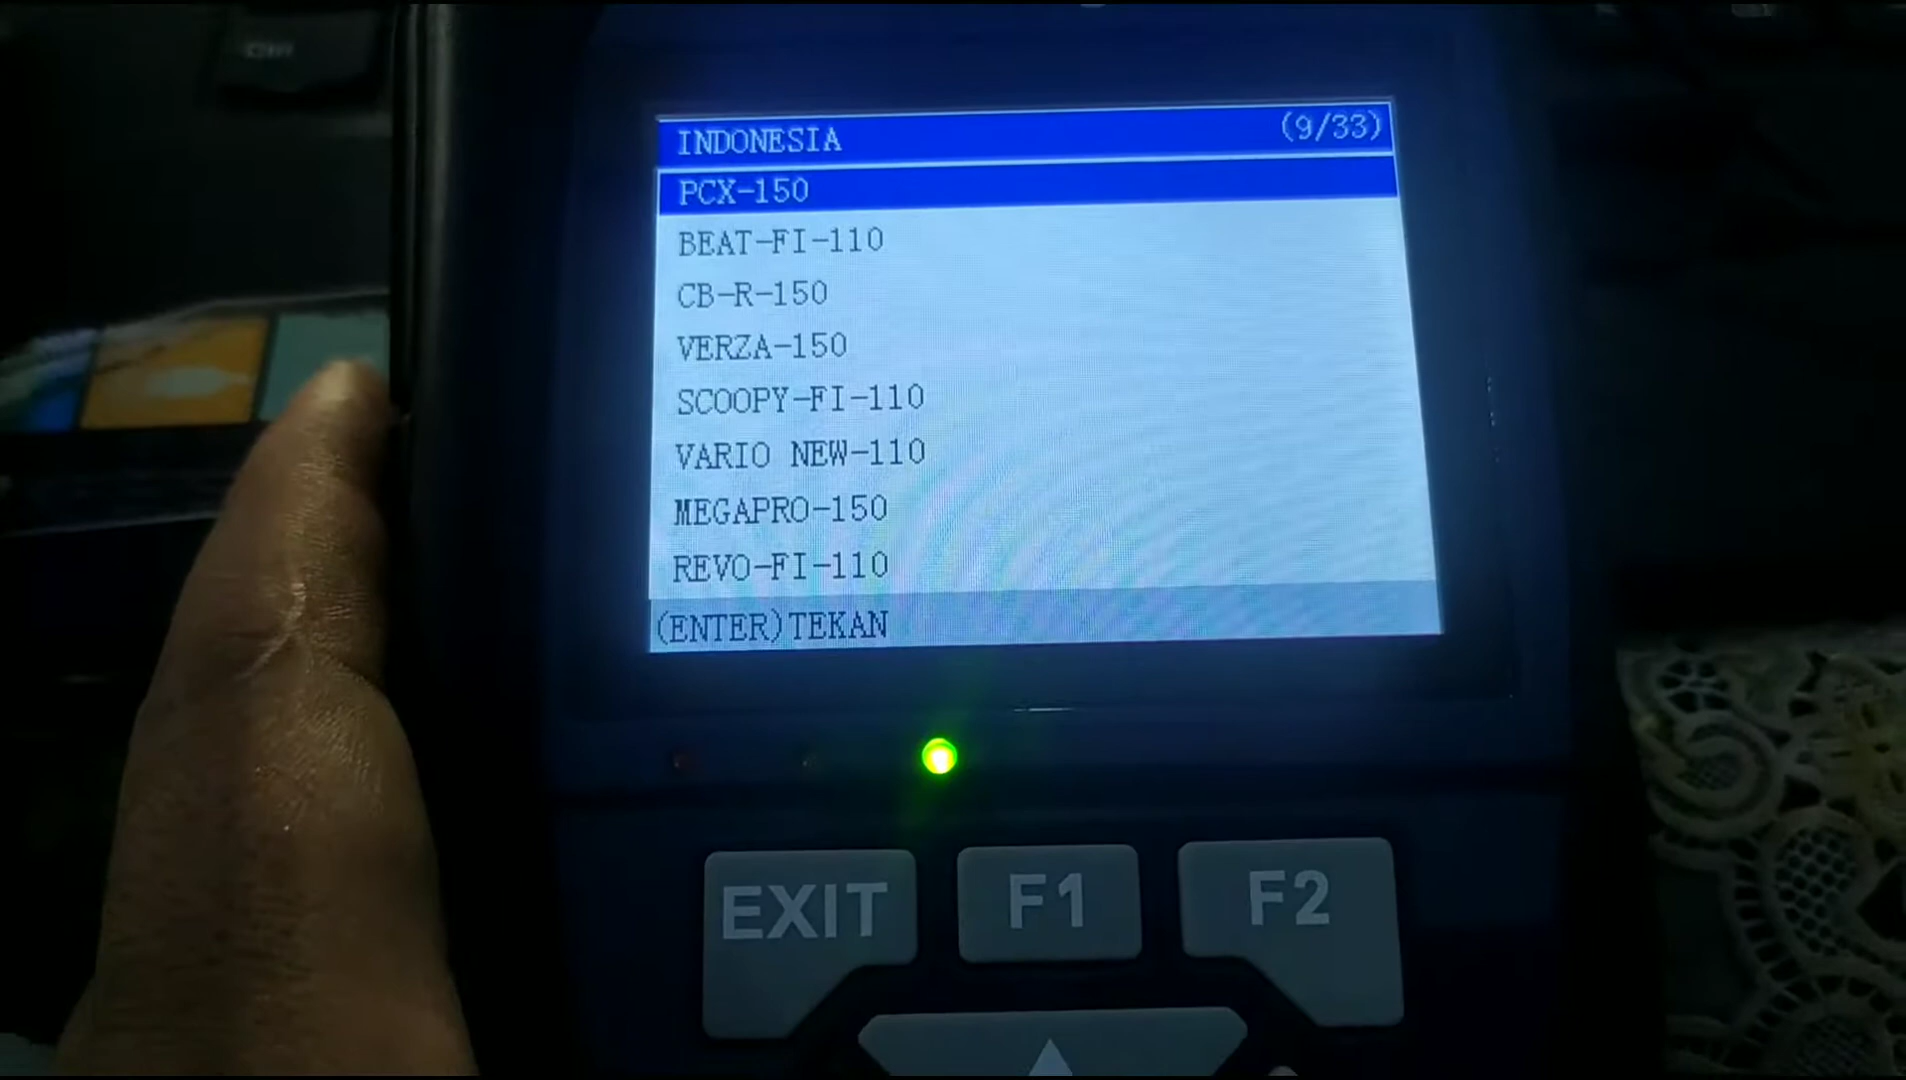 INDONESIA (9/33)
PCX-150
BEAT-FI-110
CB-R-150
VERZA-150
SCOOPY-FI-110
VARIO NEW-110
MEGAPRO-150
REVO-FI-110
(ENTER)TEKAN
EXIT F1 F2